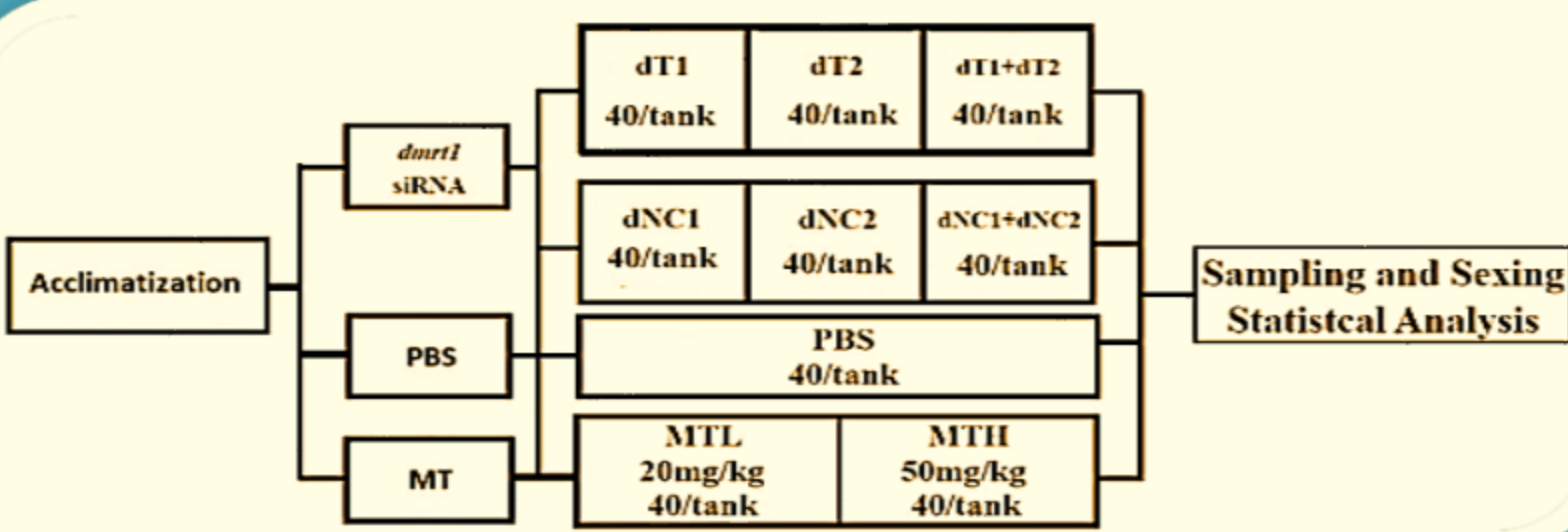 Acclimatization
dmrt1
siRNA
PBS
MT
dT1
40/tank
dT2
40/tank
dT1+dT2
40/tank
dNC1
40/tank
dNC2
40/tank
dNC1+dNC2
40/tank
PBS
40/tank
MTL
20mg/kg
40/tank
MTH
50mg/kg
40/tank
Sampling and Sexing
Statistcal Analysis